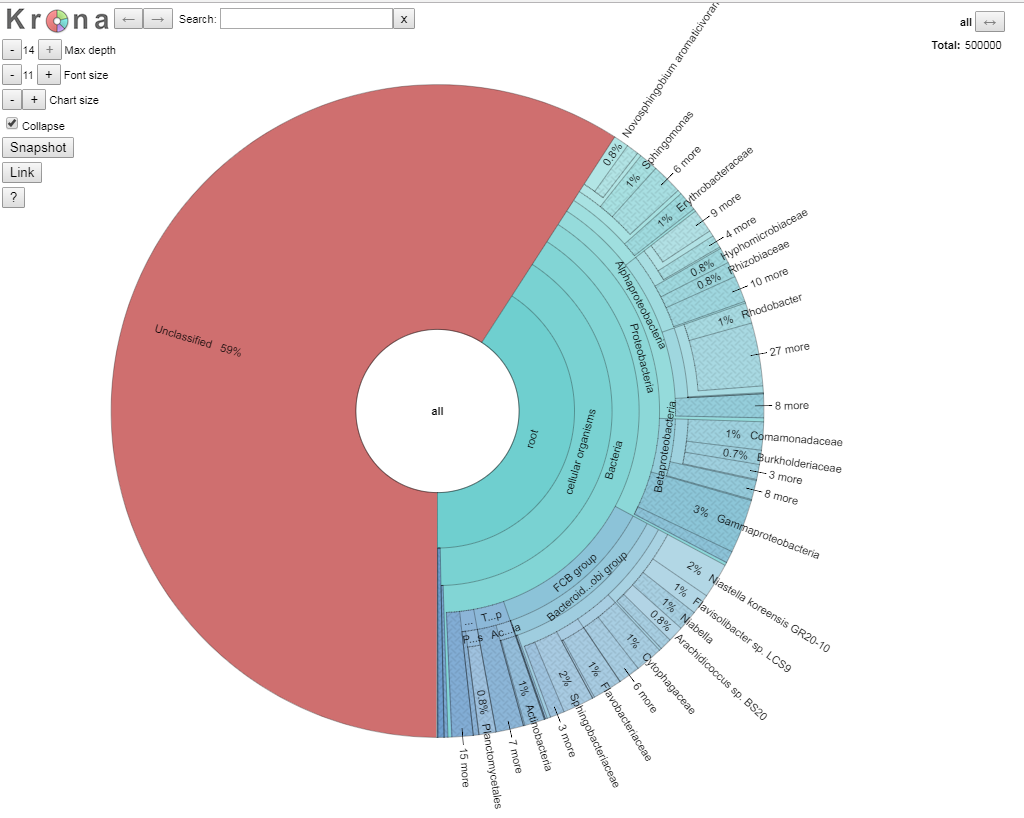 Krona ← → Search: x
all ↔
Total: 500000
- 14 + Max depth
- 11 + Font size
- + Chart size
Collapse
Snapshot
Link
?
Unclassified 59%
all
root
cellular organisms
Bacteria
Proteobacteria
Alphaproteobacteria
Betaproteobacteria
FCB group
Bacteroid...obi group
T...p
...
Ac...ia
P...s
0.8% Novosphingobium
1% Sphingomonas
6 more
1% Erythrobacteraceae
9 more
4 more
0.8% Hyphomicrobiaceae
0.8% Rhizobiaceae
10 more
1% Rhodobacter
27 more
8 more
1% Comamonadaceae
0.7% Burkholderiaceae
3 more
8 more
3% Gammaproteobacteria
2% Niastella koreensis GR20-10
1% Flavisolibacter sp. LCS9
1% Niabella
0.8% Arachidicoccus sp. BS20
1% Cytophagaceae
6 more
1% Flavobacteriaceae
2% Sphingobacteriaceae
3 more
1% Actinobacteria
7 more
0.8% Planctomycetales
15 more